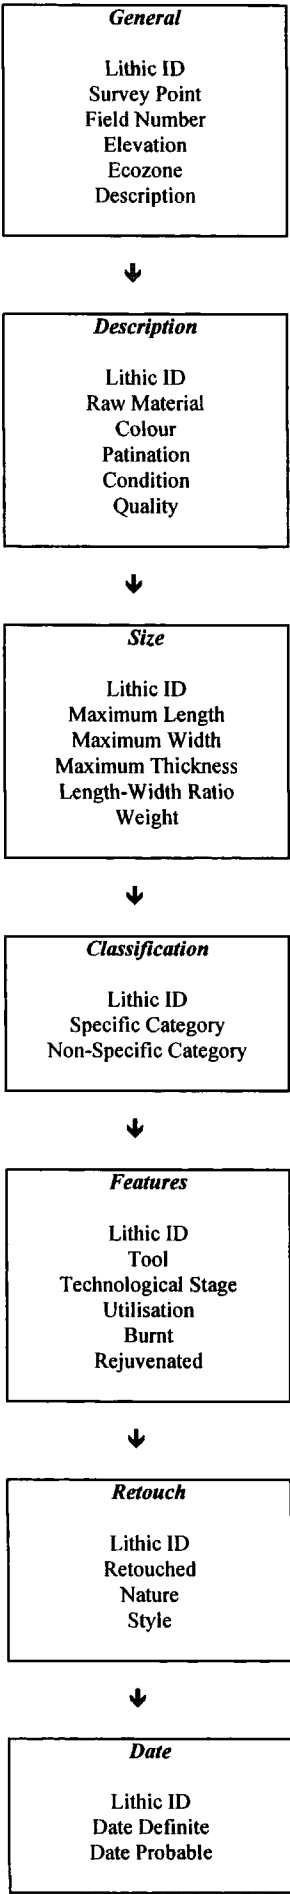 General
Lithic ID
Survey Point
Field Number
Elevation
Ecozone
Description
Description
Lithic ID
Raw Material
Colour
Patination
Condition
Quality
Size
Lithic ID
Maximum Length
Maximum Width
Maximum Thickness
Length-Width Ratio
Weight
Classification
Lithic ID
Specific Category
Non-Specific Category
Features
Lithic ID
Tool
Technological Stage
Utilisation
Burnt
Rejuvenated
Retouch
Lithic ID
Retouched
Nature
Style
Date
Lithic ID
Date Definite
Date Probable